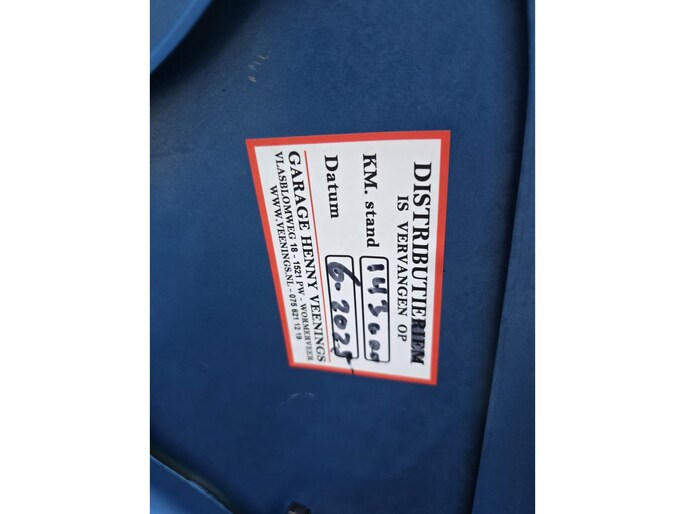 DISTRIBUTIERIEM
IS VERVANGEN OP
KM. stand 143000
Datum 6-2025
GARAGE HENNY VEENINGS
VLASBLOMWEG 18 - 1521 PW - WORMERVEER
WWW.VEENINGS.NL - 075 621 12 19